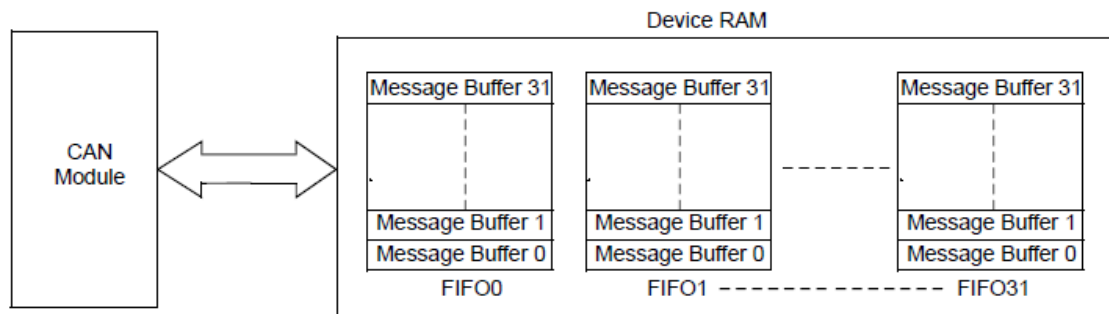 Device RAM
CAN
Module
Message Buffer 31
Message Buffer 1
Message Buffer 0
FIFO0
Message Buffer 31
Message Buffer 1
Message Buffer 0
FIFO1
Message Buffer 31
Message Buffer 1
Message Buffer 0
FIFO31